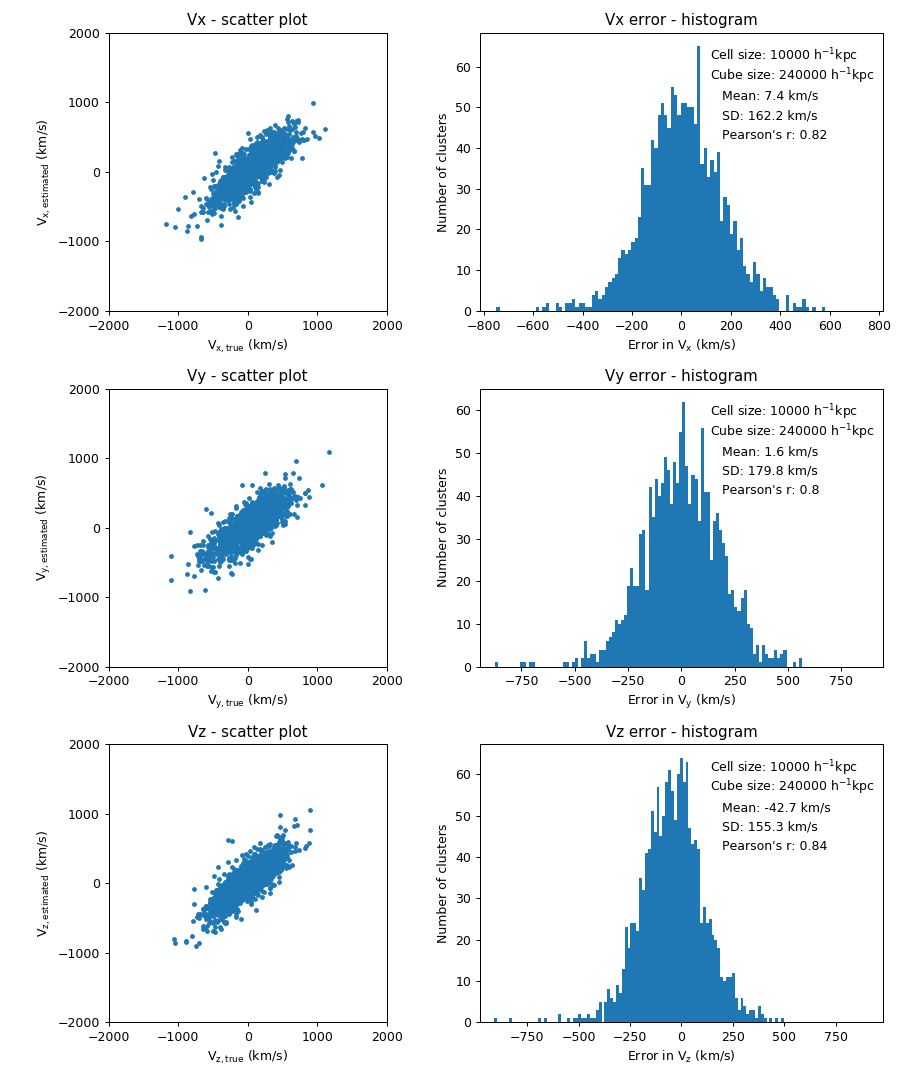 Vx - scatter plot
2000
1000
0
−1000
−2000
−2000 −1000 0 1000 2000
Vx, true (km/s)
Vx, estimated (km/s)
Vx error - histogram
Cell size: 10000 h⁻¹kpc
Cube size: 240000 h⁻¹kpc
Mean: 7.4 km/s
SD: 162.2 km/s
Pearson's r: 0.82
60
50
40
30
20
10
0
−800 −600 −400 −200 0 200 400 600 800
Error in Vx (km/s)
Number of clusters
Vy - scatter plot
2000
1000
0
−1000
−2000
−2000 −1000 0 1000 2000
Vy, true (km/s)
Vy, estimated (km/s)
Vy error - histogram
Cell size: 10000 h⁻¹kpc
Cube size: 240000 h⁻¹kpc
Mean: 1.6 km/s
SD: 179.8 km/s
Pearson's r: 0.8
60
50
40
30
20
10
0
−750 −500 −250 0 250 500 750
Error in Vy (km/s)
Number of clusters
Vz - scatter plot
2000
1000
0
−1000
−2000
−2000 −1000 0 1000 2000
Vz, true (km/s)
Vz, estimated (km/s)
Vz error - histogram
Cell size: 10000 h⁻¹kpc
Cube size: 240000 h⁻¹kpc
Mean: -42.7 km/s
SD: 155.3 km/s
Pearson's r: 0.84
60
50
40
30
20
10
0
−750 −500 −250 0 250 500 750
Error in Vz (km/s)
Number of clusters